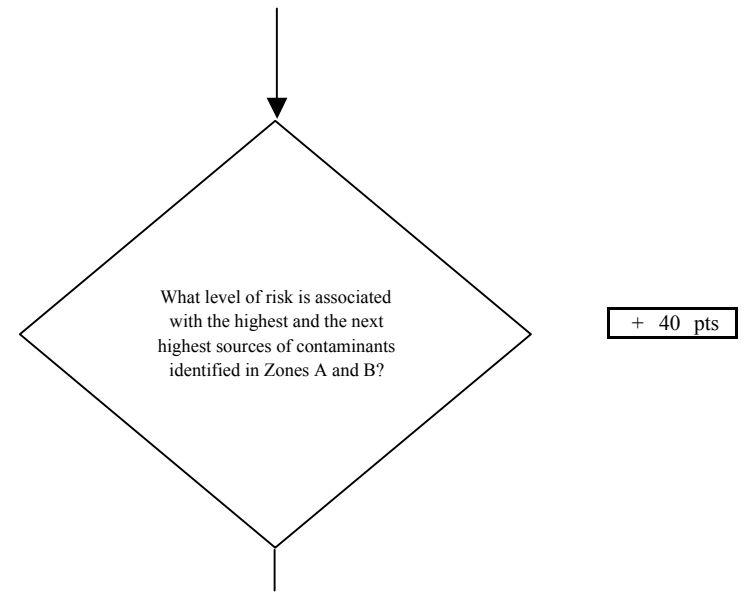 What level of risk is associated
with the highest and the next
highest sources of contaminants
identified in Zones A and B?
+ 40 pts